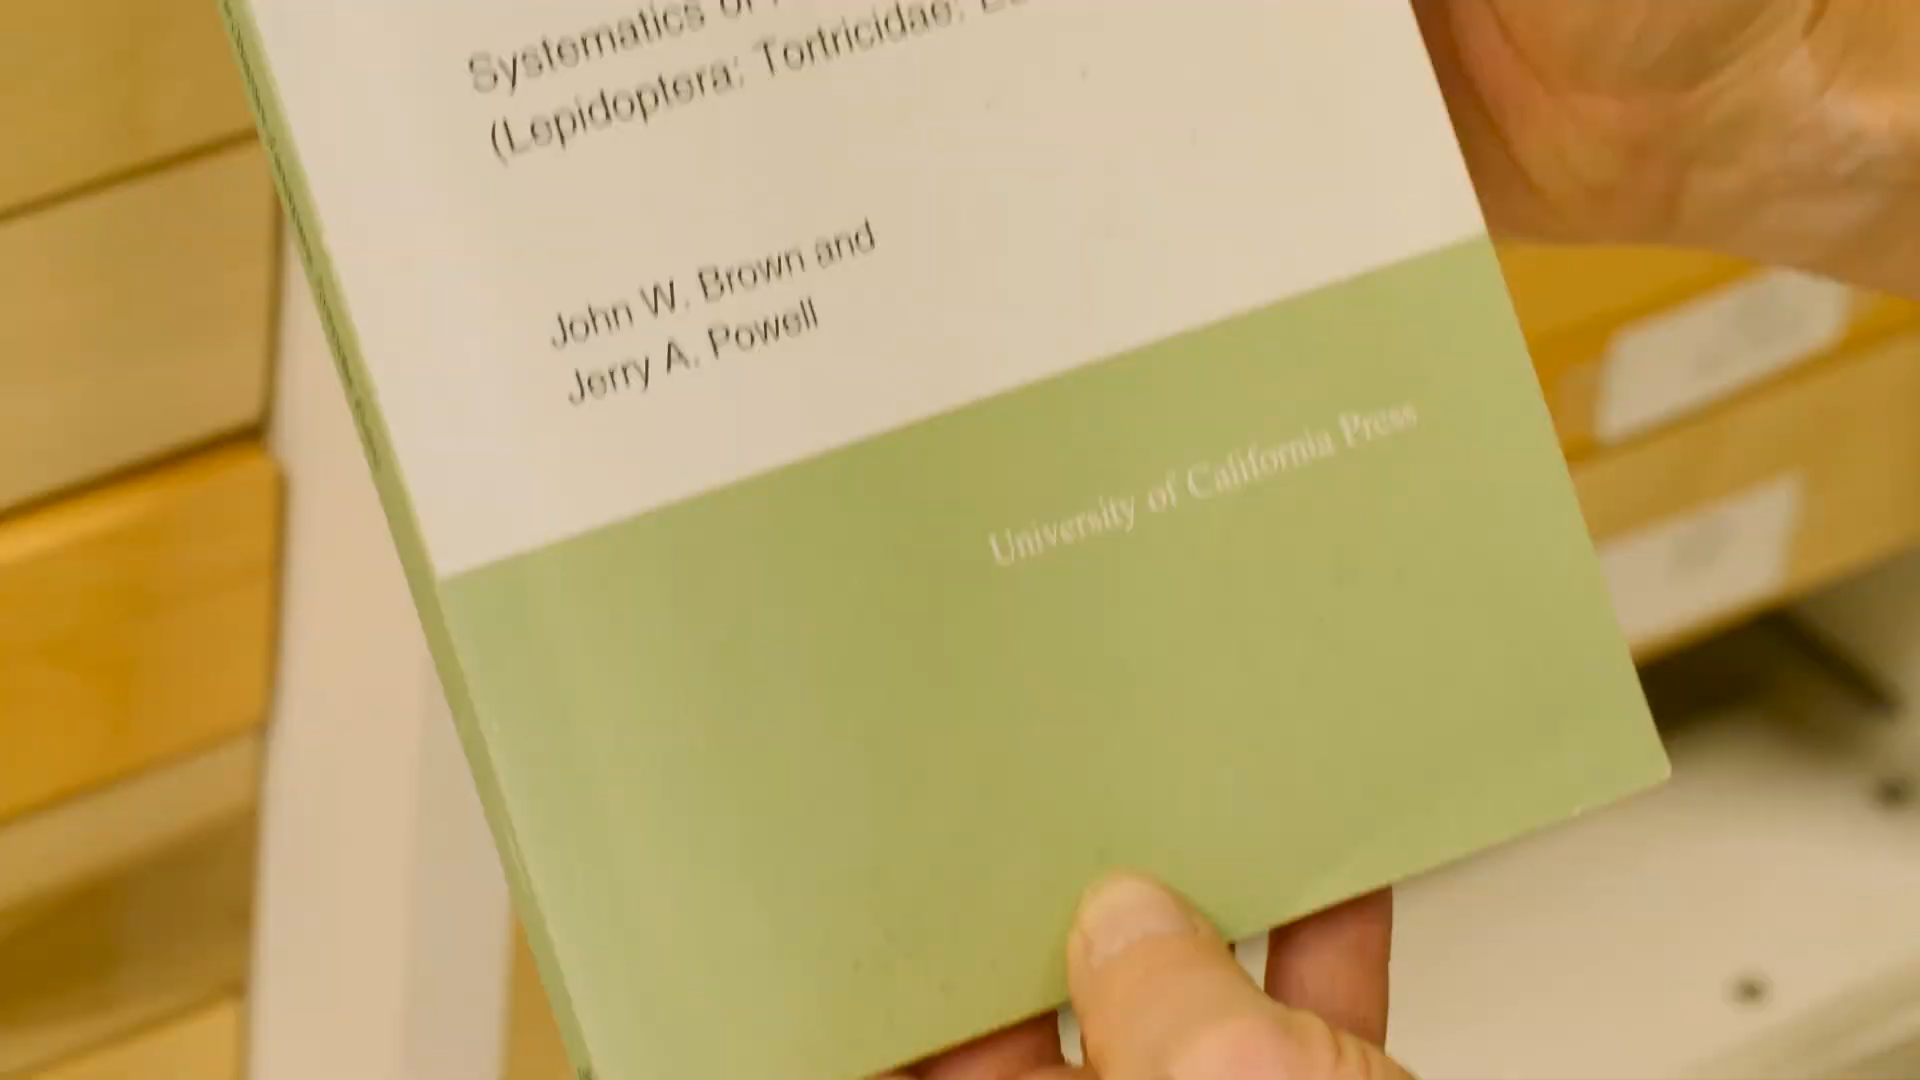 Systematics of
(Lepidoptera: Tortricidae:
John W. Brown and
Jerry A. Powell
University of California Press